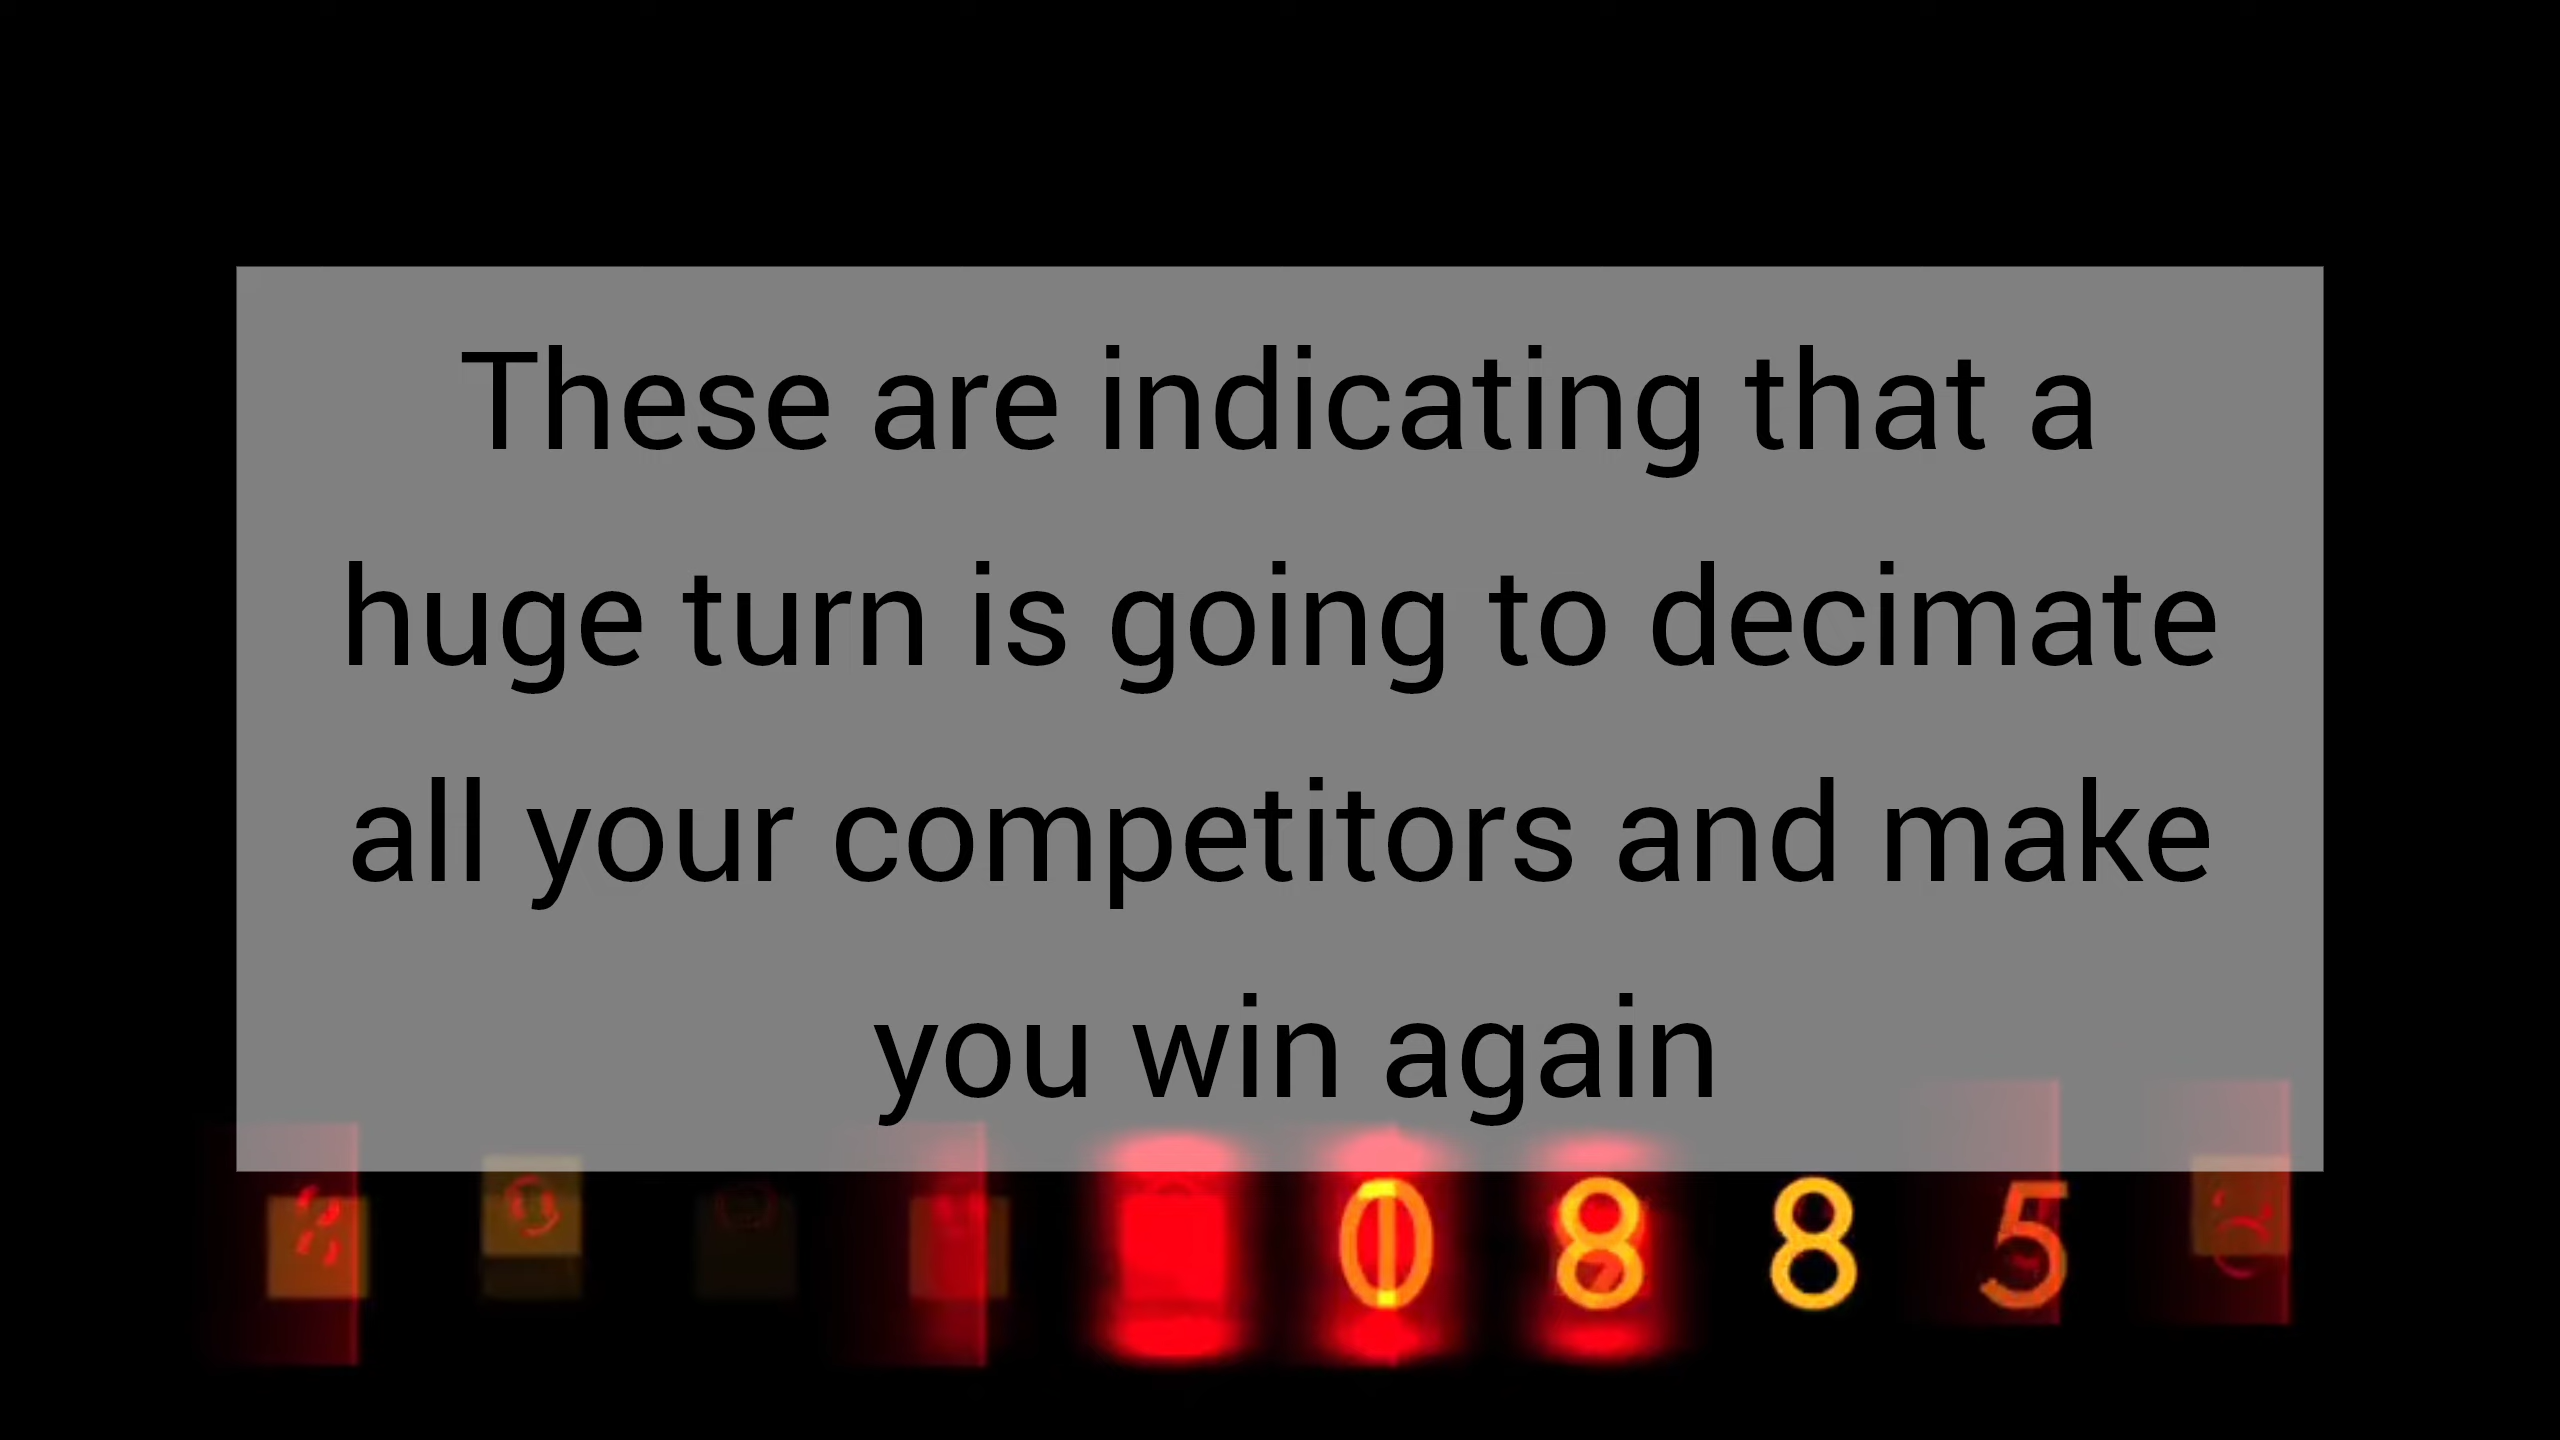 These are indicating that a
huge turn is going to decimate
all your competitors and make
you win again
0 8 8 5